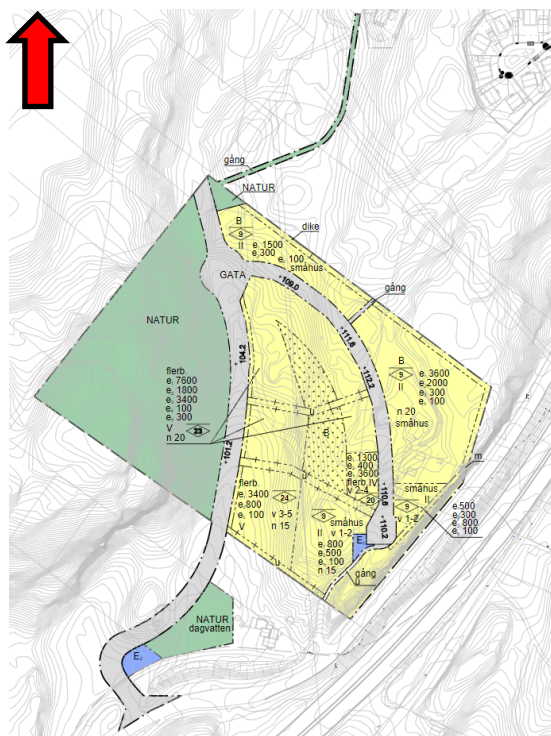 gång
NATUR
dike
B
9
II
e. 1500
e. 300
e. 100
småhus
GATA
+109.0
gång
NATUR
+111.6
+104.2
+112.2
flerb.
e. 7600
e. 1800
e. 3400
e. 100
e. 300
V
23
n 20
B
9
II
e. 3600
e. 2000
e. 300
e. 100
n 20
småhus
+101.2
u
B
m
e. 1300
e. 400
e. 3600
flerb IV
v 2-4
20
+110.6
småhus
II
9
v 1-2
e. 500
e. 300
e. 800
e. 100
u
flerb
e. 3400
e. 800
e. 100
V
24
v 3-5
n 15
9
småhus
II
v 1-2
e. 800
e. 500
e. 100
n 15
+110.2
E
gång
u
u
NATUR
dagvatten
E